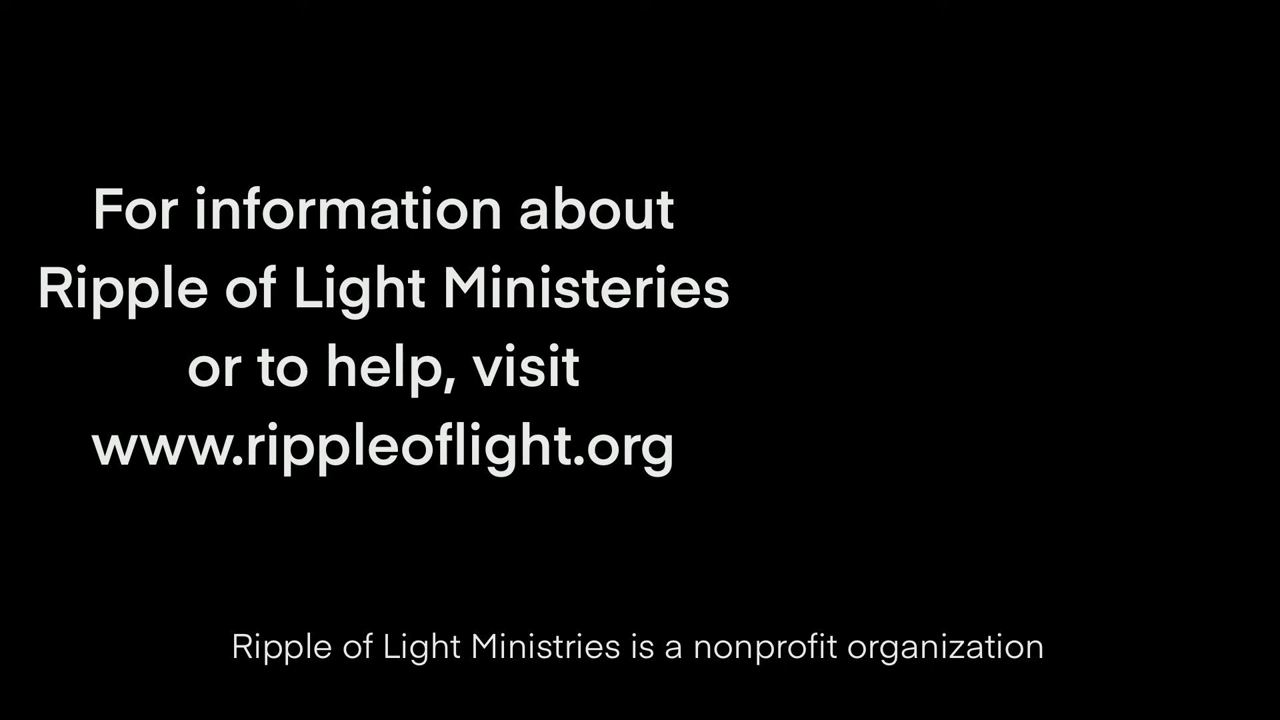 For information about
Ripple of Light Ministeries
or to help, visit
www.rippleoflight.org
Ripple of Light Ministries is a nonprofit organization